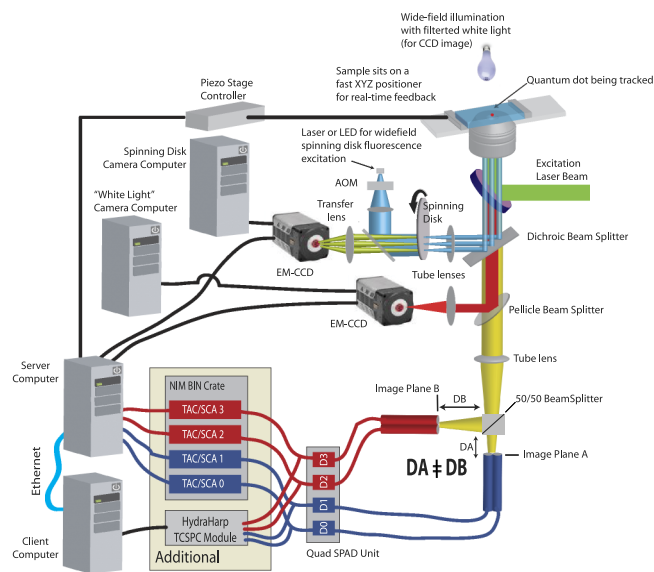 Wide-field illumination
with filterted white light
(for CCD image)
Sample sits on a
fast XYZ positioner
for real-time feedback
Quantum dot being tracked
Piezo Stage
Controller
Spinning Disk
Camera Computer
Laser or LED for widefield
spinning disk fluorescence
excitation
Excitation
Laser Beam
"White Light"
Camera Computer
AOM
Transfer
lens
Spinning
Disk
Dichroic Beam Splitter
EM-CCD
Tube lenses
Pellicle Beam Splitter
EM-CCD
Tube lens
Server
Computer
NIM BIN Crate
Image Plane B
DB
50/50 BeamSplitter
TAC/SCA 3
TAC/SCA 2
TAC/SCA 1
TAC/SCA 0
DA
Image Plane A
DA ǂ DB
D3
D2
D1
D0
Ethernet
HydraHarp
TCSPC Module
Quad SPAD Unit
Additional
Client
Computer